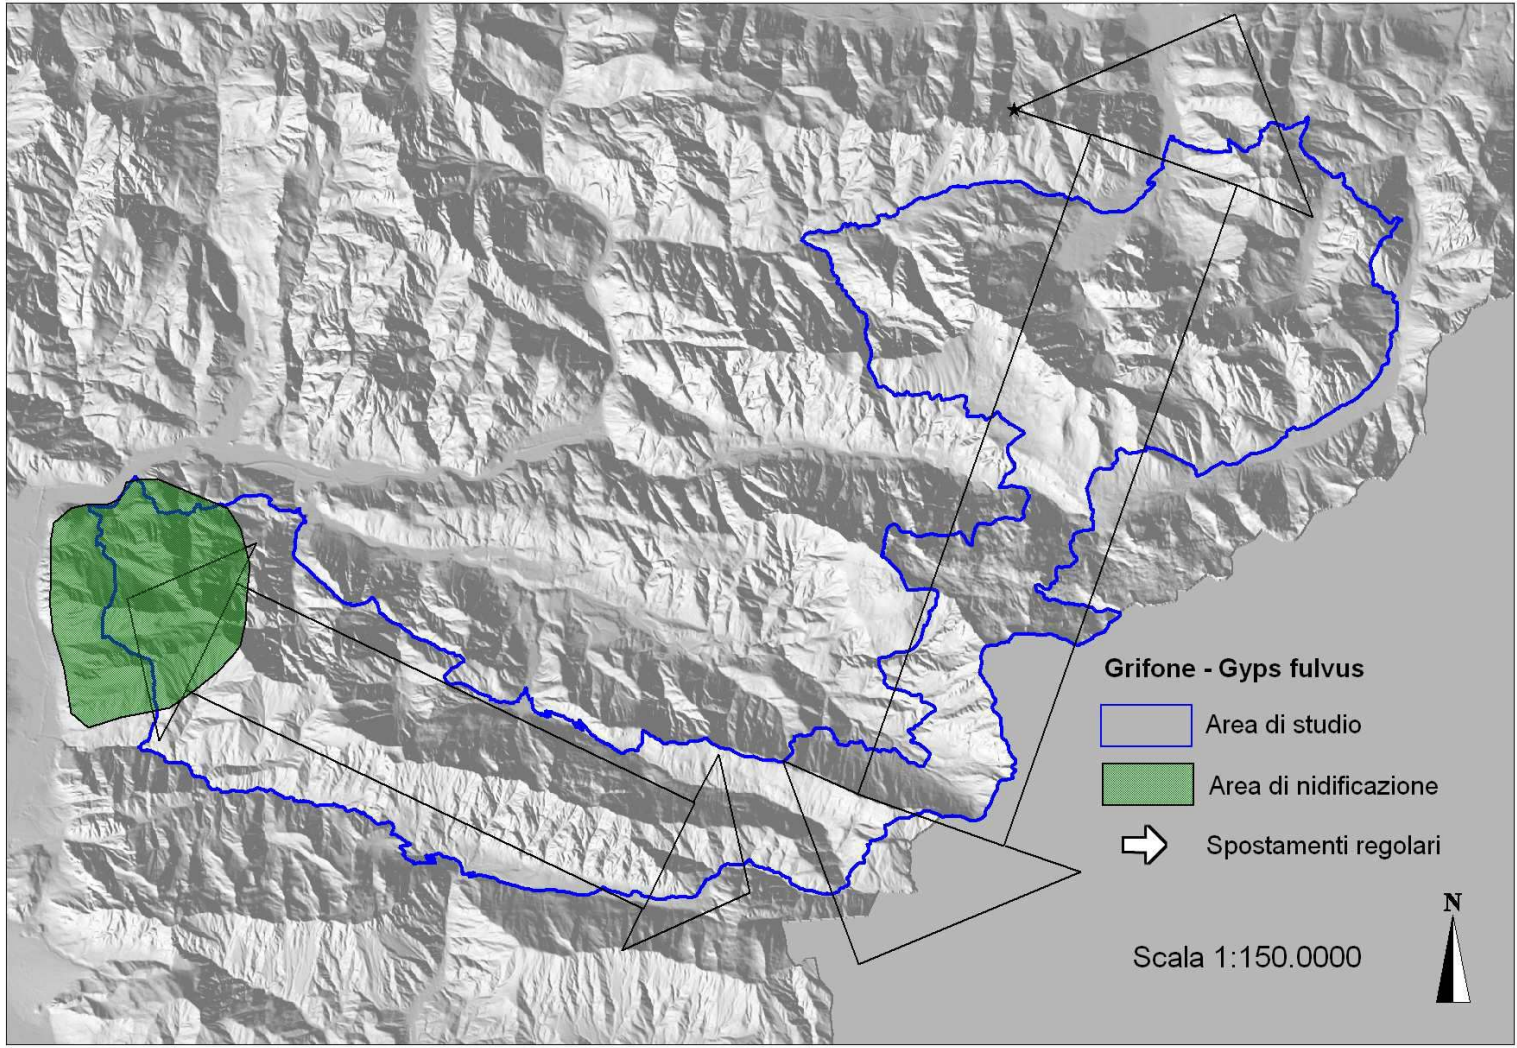 Grifone - Gyps fulvus
Area di studio
Area di nidificazione
Spostamenti regolari
N
Scala 1:150.0000